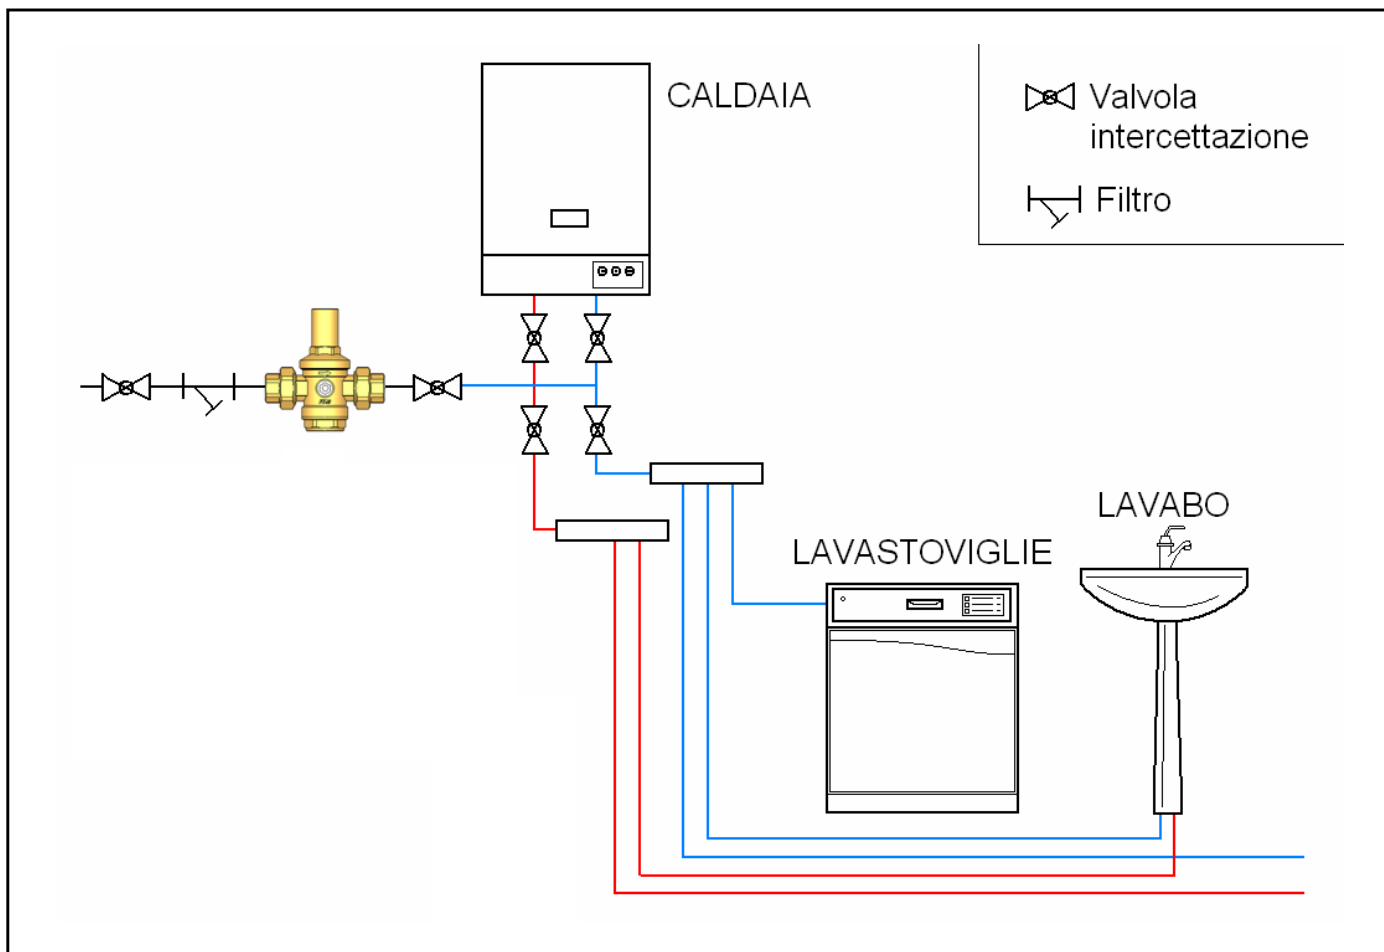 CALDAIA
Valvola
intercettazione
Filtro
LAVABO
LAVASTOVIGLIE